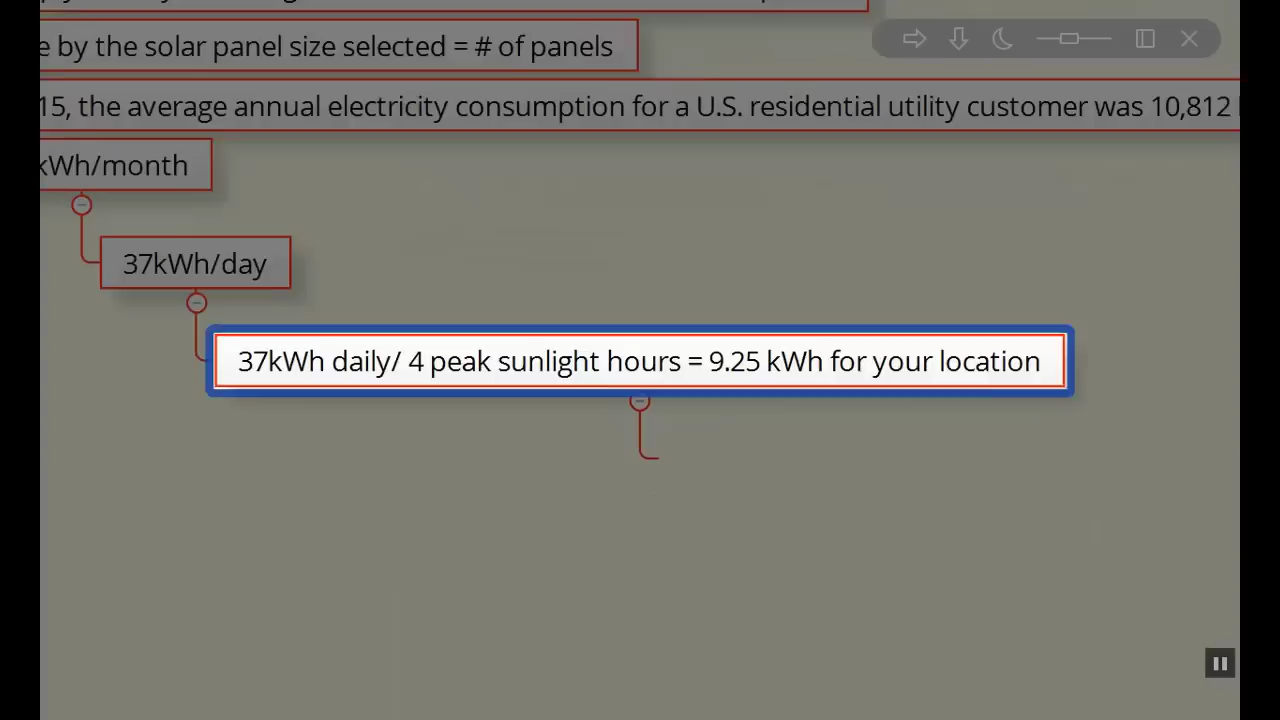 e by the solar panel size selected = # of panels
15, the average annual electricity consumption for a U.S. residential utility customer was 10,812
kWh/month
37kWh/day
37kWh daily/ 4 peak sunlight hours = 9.25 kWh for your location